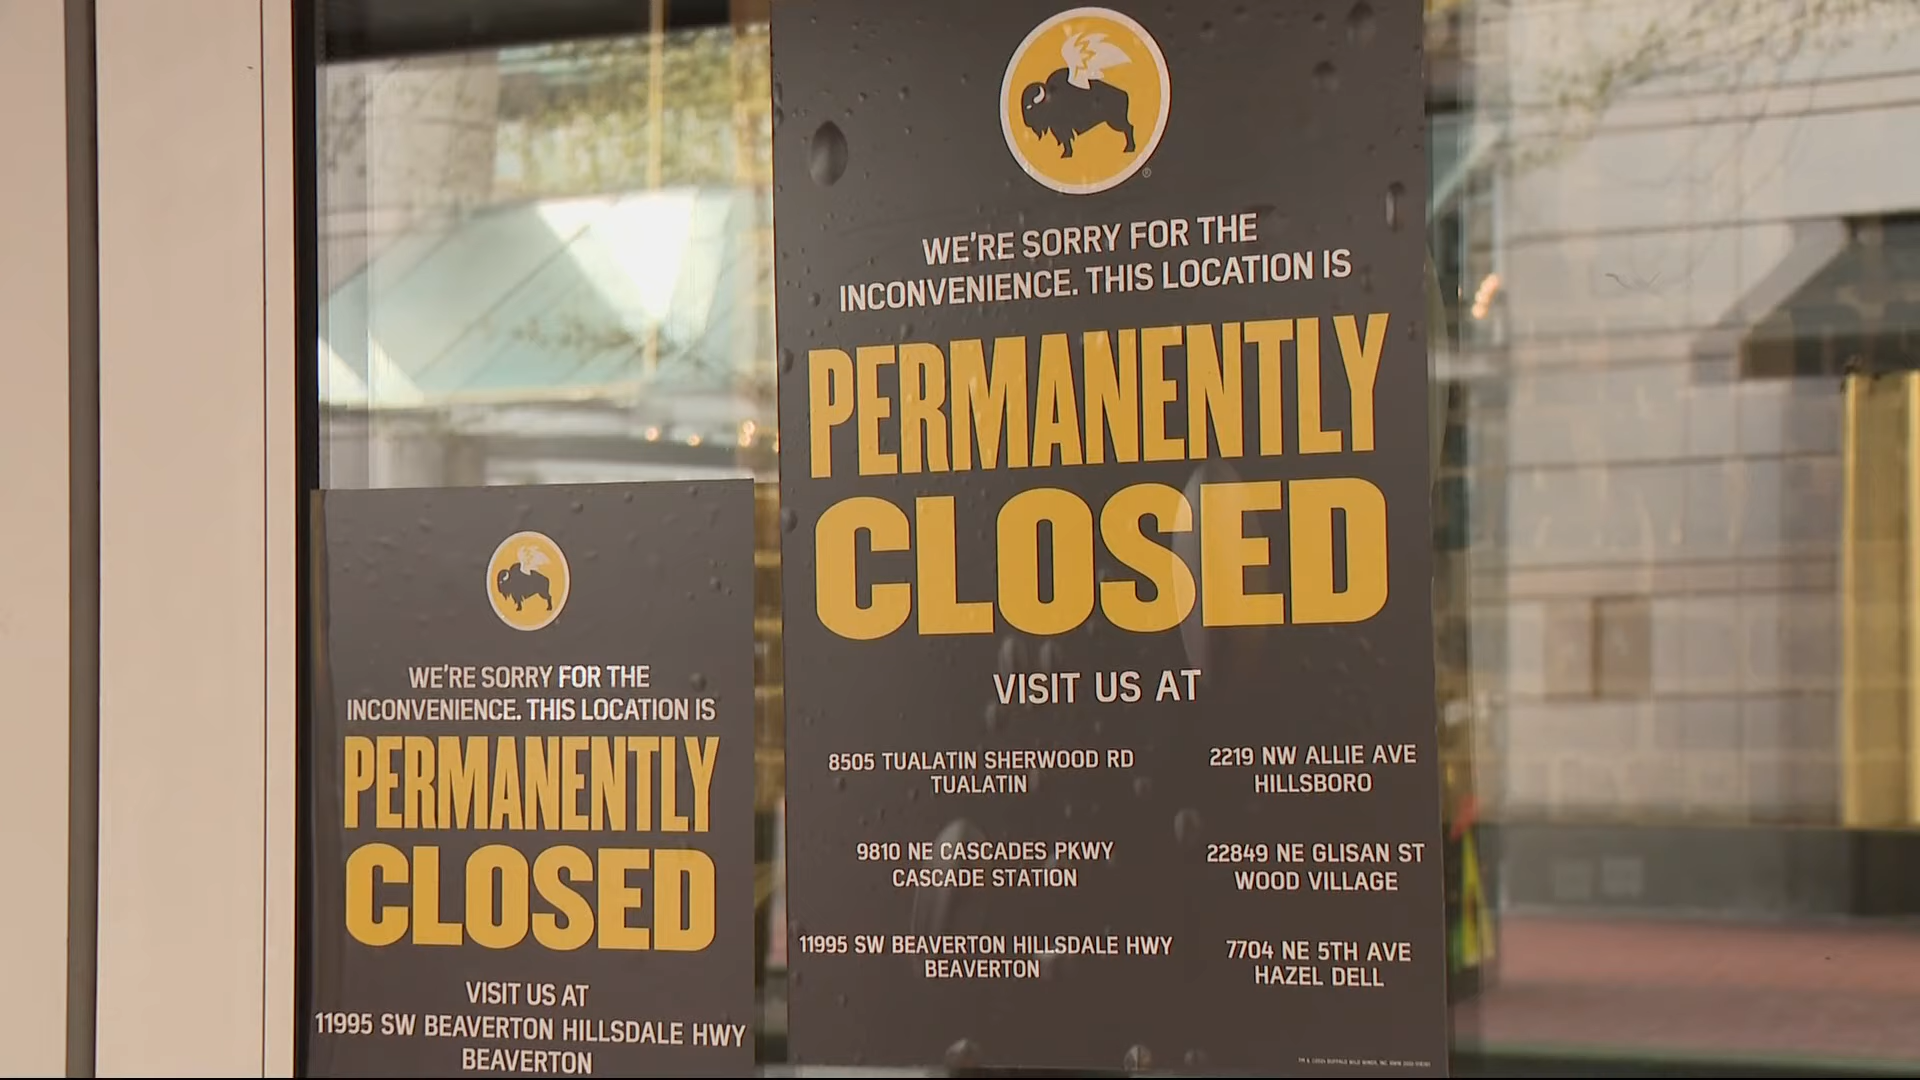 WE'RE SORRY FOR THE
INCONVENIENCE. THIS LOCATION IS
PERMANENTLY
CLOSED
VISIT US AT
11995 SW BEAVERTON HILLSDALE HWY
BEAVERTON
®
WE'RE SORRY FOR THE
INCONVENIENCE. THIS LOCATION IS
PERMANENTLY
CLOSED
VISIT US AT
8505 TUALATIN SHERWOOD RD
TUALATIN
2219 NW ALLIE AVE
HILLSBORO
9810 NE CASCADES PKWY
CASCADE STATION
22849 NE GLISAN ST
WOOD VILLAGE
11995 SW BEAVERTON HILLSDALE HWY
BEAVERTON
7704 NE 5TH AVE
HAZEL DELL